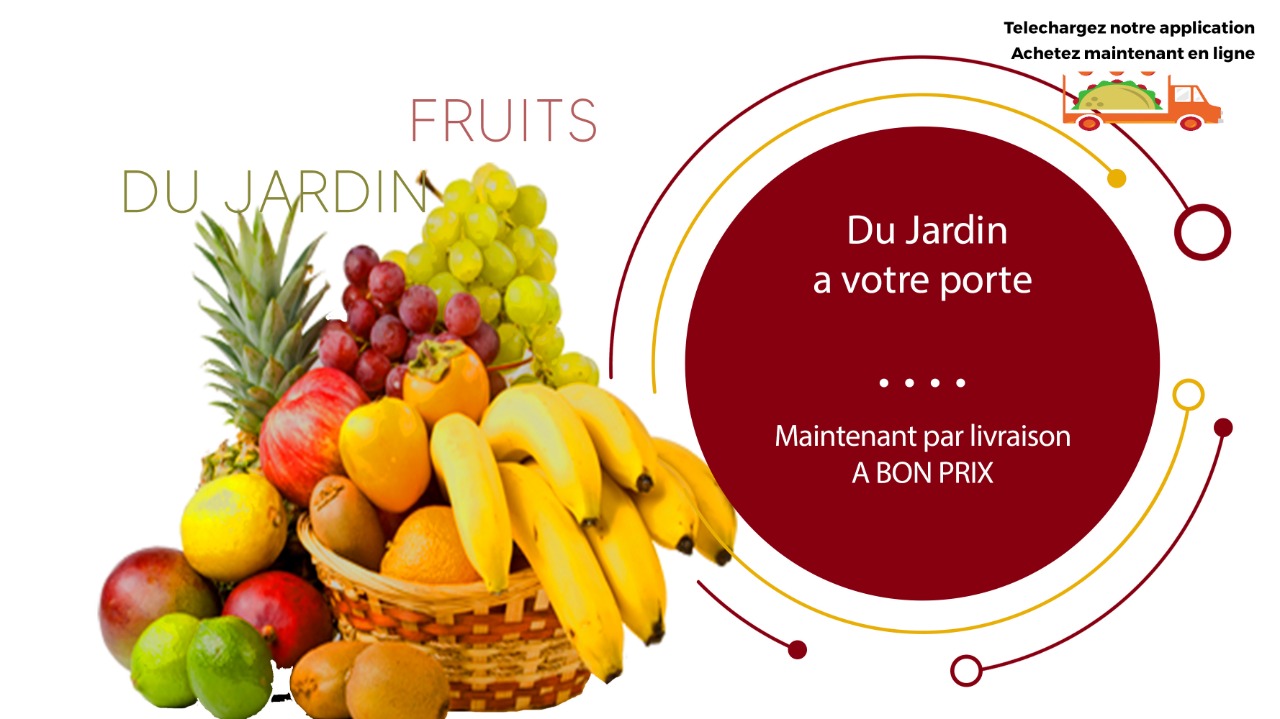 Telechargez notre application
Achetez maintenant en ligne
FRUITS
DU JARDIN
Du Jardin
a votre porte
Maintenant par livraison
A BON PRIX